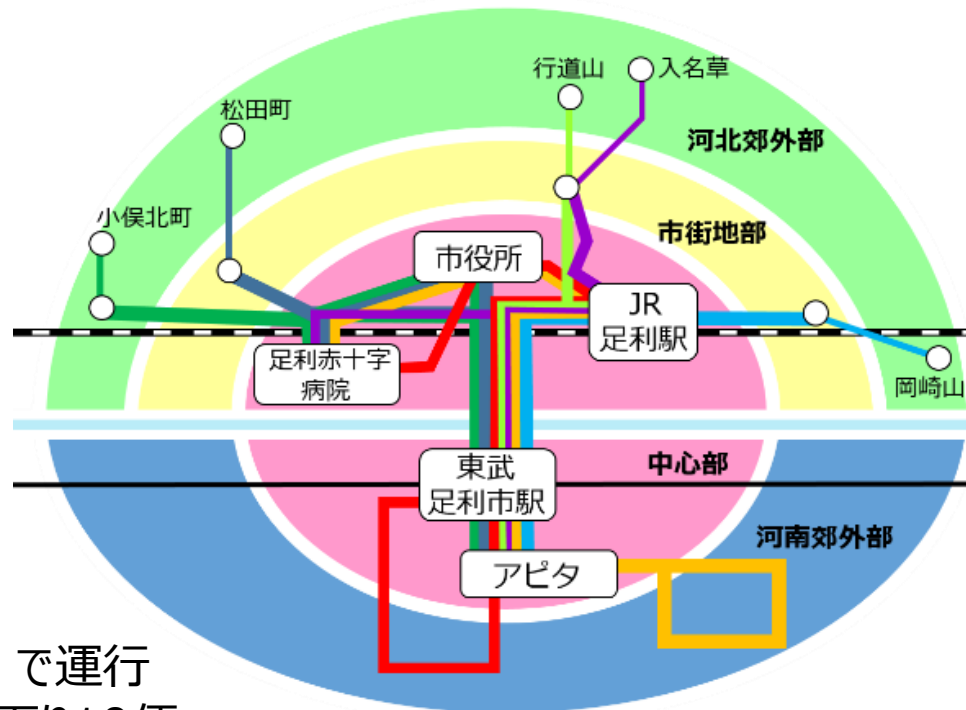 行道山
入名草
松田町
河北郊外部
小俣北町
市街地部
市役所
JR
足利駅
足利赤十字
病院
岡崎山
中心部
東武
足利市駅
河南郊外部
アピタ
で運行